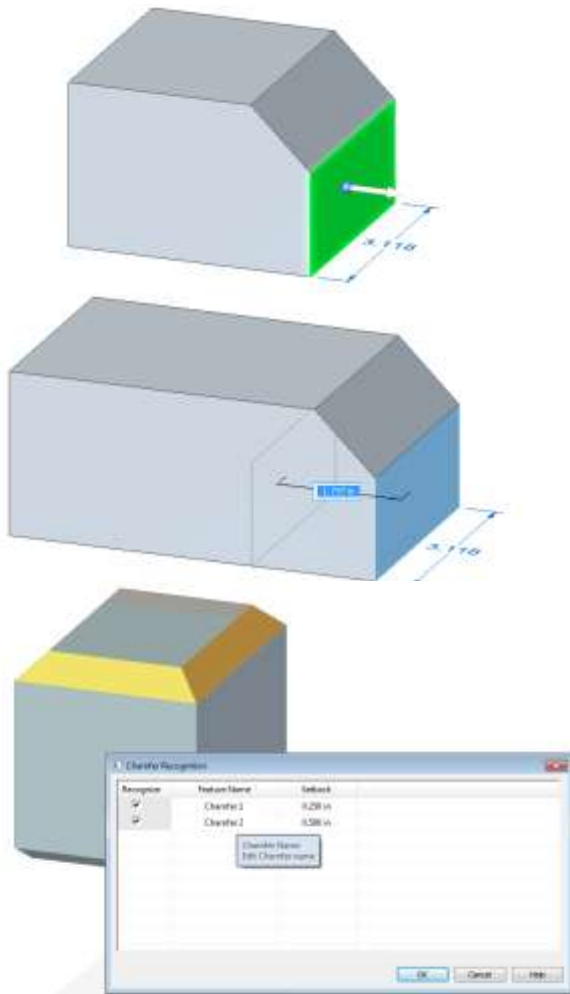 3.118
3.118
Chamfer Recognition
Recognize Feature Name Setback
Chamfer 1 0.250 in
Chamfer 2 0.500 in
Chamfer Name
Edit Chamfer name
OK Cancel Help